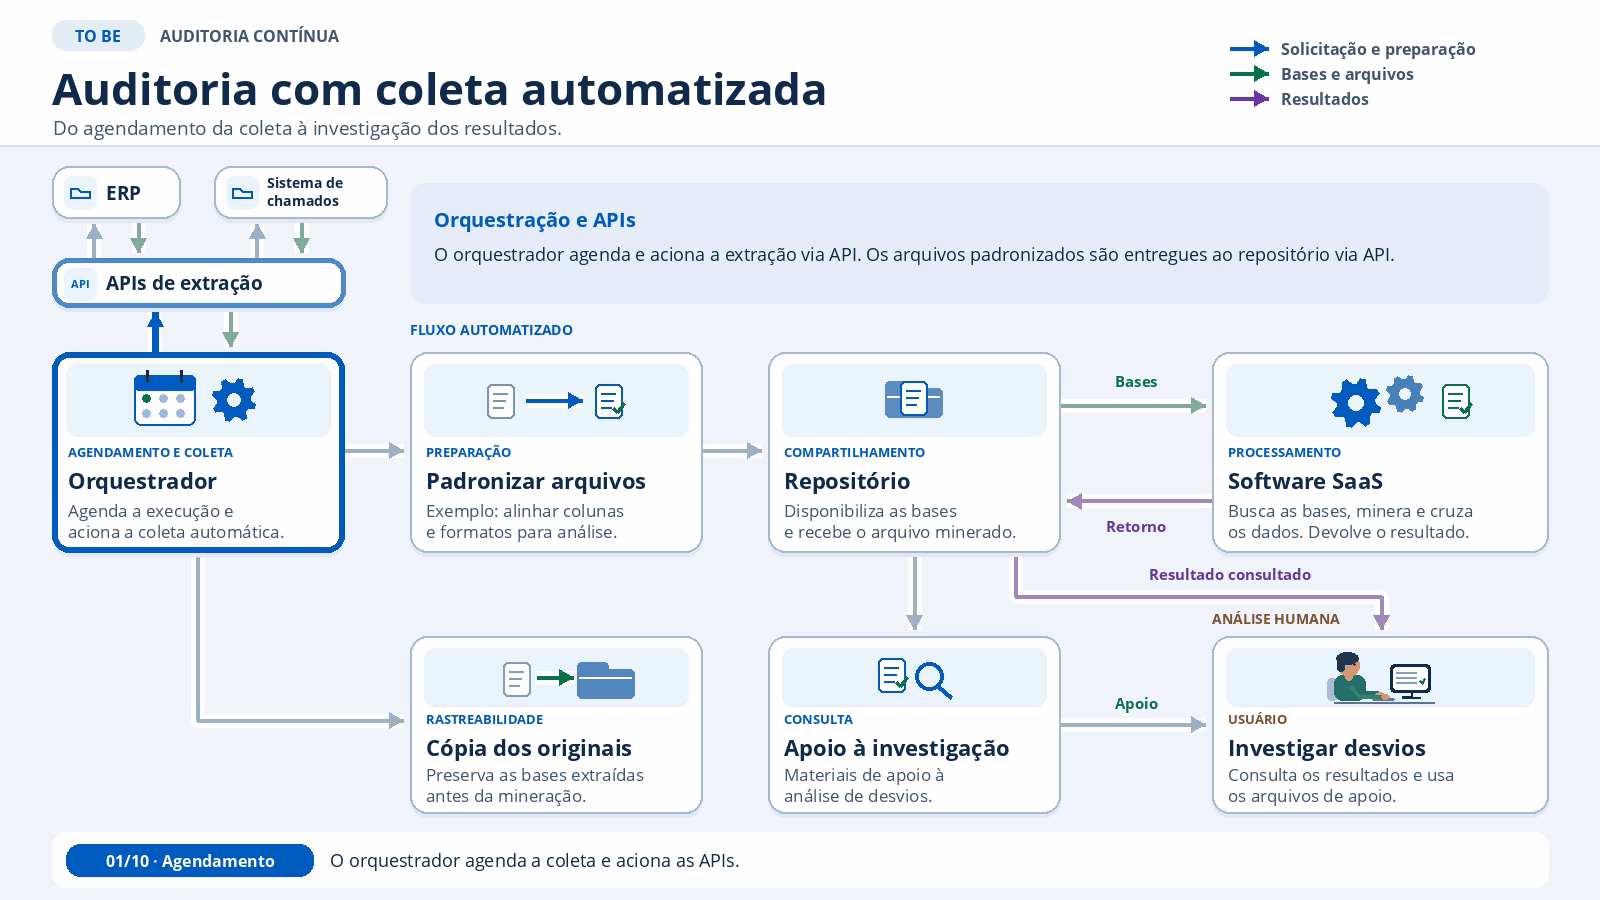 TO BE
AUDITORIA CONTÍNUA
Auditoria com coleta automatizada
Do agendamento da coleta à investigação dos resultados.
Solicitação e preparação
Bases e arquivos
Resultados
ERP
Sistema de
chamados
API
APIs de extração
Orquestração e APIs
O orquestrador agenda e aciona a extração via API. Os arquivos padronizados são entregues ao repositório via API.
FLUXO AUTOMATIZADO
AGENDAMENTO E COLETA
Orquestrador
Agenda a execução e
aciona a coleta automática.
PREPARAÇÃO
Padronizar arquivos
Exemplo: alinhar colunas
e formatos para análise.
COMPARTILHAMENTO
Repositório
Disponibiliza as bases
e recebe o arquivo minerado.
Bases
Retorno
PROCESSAMENTO
Software SaaS
Busca as bases, minera e cruza
os dados. Devolve o resultado.
Resultado consultado
ANÁLISE HUMANA
RASTREABILIDADE
Cópia dos originais
Preserva as bases extraídas
antes da mineração.
CONSULTA
Apoio à investigação
Materiais de apoio à
análise de desvios.
Apoio
USUÁRIO
Investigar desvios
Consulta os resultados e usa
os arquivos de apoio.
01/10 · Agendamento
O orquestrador agenda a coleta e aciona as APIs.